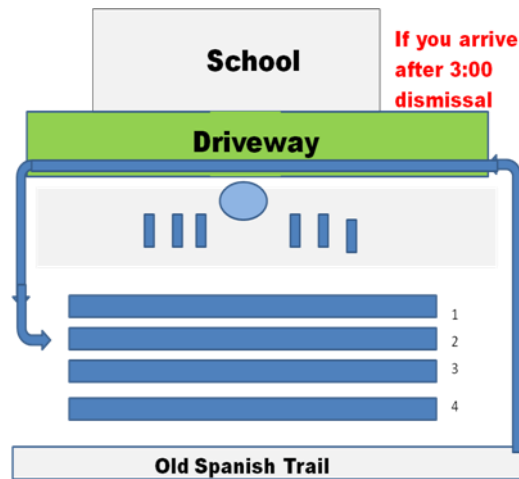 School
If you arrive
after 3:00
dismissal
Driveway
1
2
3
4
Old Spanish Trail